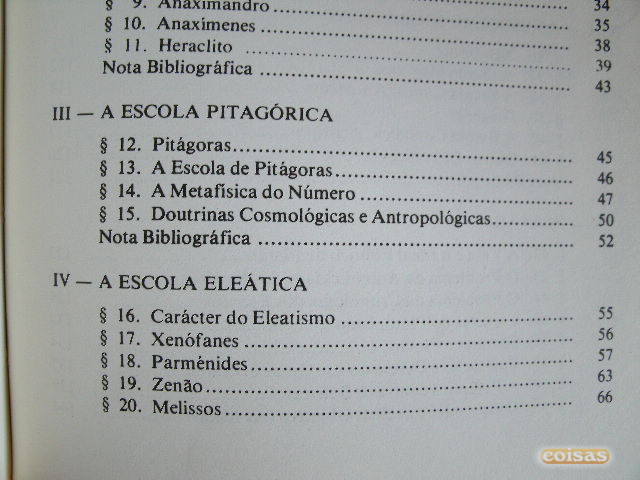 34
§ 9. Anaximandro ........ 35
§ 10. Anaxímenes ........ 38
§ 11. Heraclito ........ 39
Nota Bibliográfica ........ 43
III — A ESCOLA PITAGÓRICA
§ 12. Pitágoras ........ 45
§ 13. A Escola de Pitágoras ........ 46
§ 14. A Metafísica do Número ........ 47
§ 15. Doutrinas Cosmológicas e Antropológicas ........ 50
Nota Bibliográfica ........ 52
IV — A ESCOLA ELEÁTICA
§ 16. Carácter do Eleatismo ........ 55
§ 17. Xenófanes ........ 56
§ 18. Parménides ........ 57
§ 19. Zenão ........ 63
§ 20. Melissos ........ 66
coisas